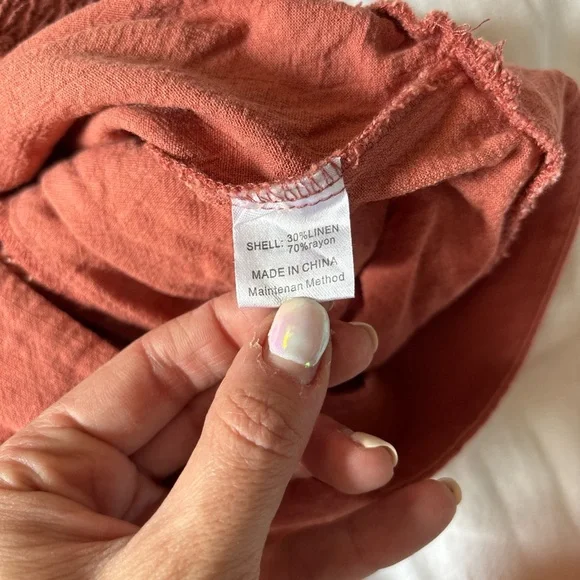 SHELL: 30%LINEN
70%rayon
MADE IN CHINA
Maintenan Method